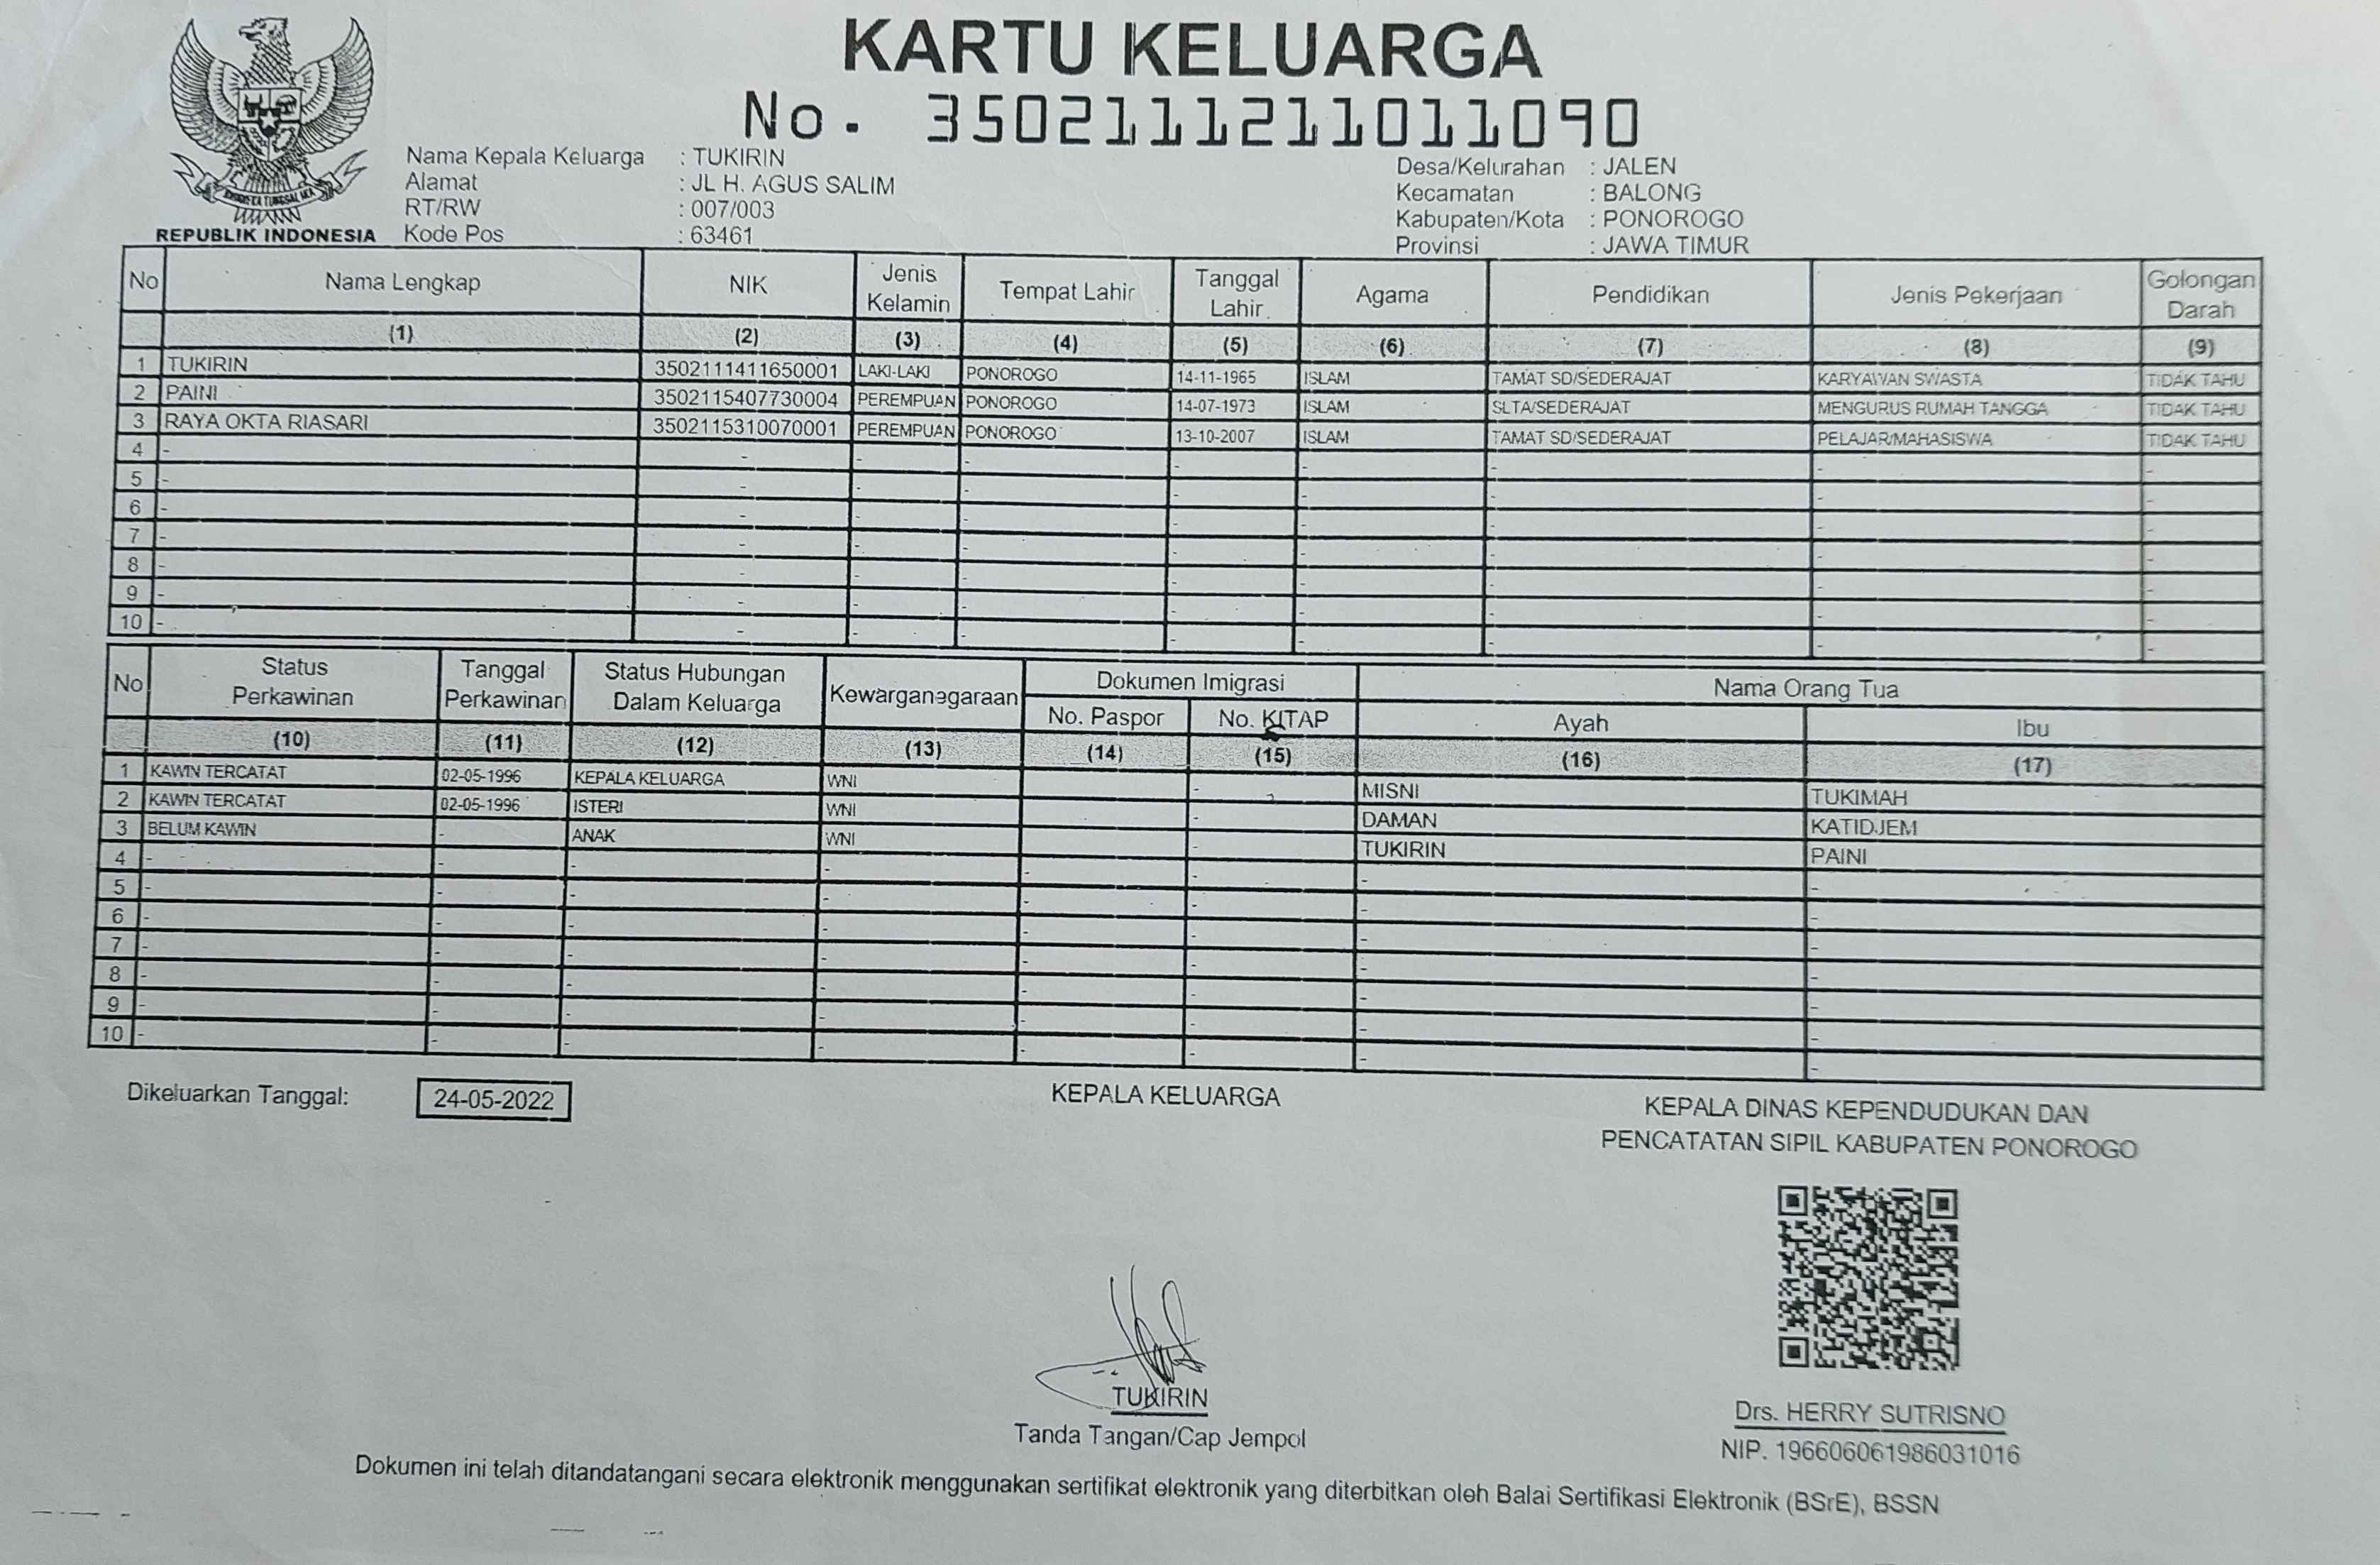 KARTU KELUARGA
No. 3502111211011090
Nama Kepala Keluarga : TUKIRIN
Alamat : JL H. AGUS SALIM
RT/RW : 007/003
Kode Pos : 63461
Desa/Kelurahan : JALEN
Kecamatan : BALONG
Kabupaten/Kota : PONOROGO
Provinsi : JAWA TIMUR
BHINNEKA TUNGGAL IKA
REPUBLIK INDONESIA
No Nama Lengkap NIK Jenis Kelamin Tempat Lahir Tanggal Lahir Agama Pendidikan Jenis Pekerjaan Golongan Darah
(1) (2) (3) (4) (5) (6) (7) (8) (9)
1 TUKIRIN 3502111411650001 LAKI-LAKI PONOROGO 14-11-1965 ISLAM TAMAT SD/SEDERAJAT KARYAWAN SWASTA TIDAK TAHU
2 PAINI 3502115407730004 PEREMPUAN PONOROGO 14-07-1973 ISLAM SLTA/SEDERAJAT MENGURUS RUMAH TANGGA TIDAK TAHU
3 RAYA OKTA RIASARI 3502115310070001 PEREMPUAN PONOROGO 13-10-2007 ISLAM TAMAT SD/SEDERAJAT PELAJAR/MAHASISWA TIDAK TAHU
4 - - - - - - - - -
5 - - - - - - - - -
6 - - - - - - - - -
7 - - - - - - - - -
8 - - - - - - - - -
9 - - - - - - - - -
10 - - - - - - - - -
No Status Perkawinan Tanggal Perkawinan Status Hubungan Dalam Keluarga Kewarganegaraan Dokumen Imigrasi Nama Orang Tua
No. Paspor No. KITAP Ayah Ibu
(10) (11) (12) (13) (14) (15) (16) (17)
1 KAWIN TERCATAT 02-05-1996 KEPALA KELUARGA WNI - MISNI TUKIMAH
2 KAWIN TERCATAT 02-05-1996 ISTERI WNI - DAMAN KATIDJEM
3 BELUM KAWIN - ANAK WNI - TUKIRIN PAINI
4 - - - - - - - -
5 - - - - - - - -
6 - - - - - - - -
7 - - - - - - - -
8 - - - - - - - -
9 - - - - - - - -
10 - - - - - - - -
Dikeluarkan Tanggal: 24-05-2022
KEPALA KELUARGA
TUKIRIN
Tanda Tangan/Cap Jempol
KEPALA DINAS KEPENDUDUKAN DAN
PENCATATAN SIPIL KABUPATEN PONOROGO
Drs. HERRY SUTRISNO
NIP. 196606061986031016
Dokumen ini telah ditandatangani secara elektronik menggunakan sertifikat elektronik yang diterbitkan oleh Balai Sertifikasi Elektronik (BSrE), BSSN